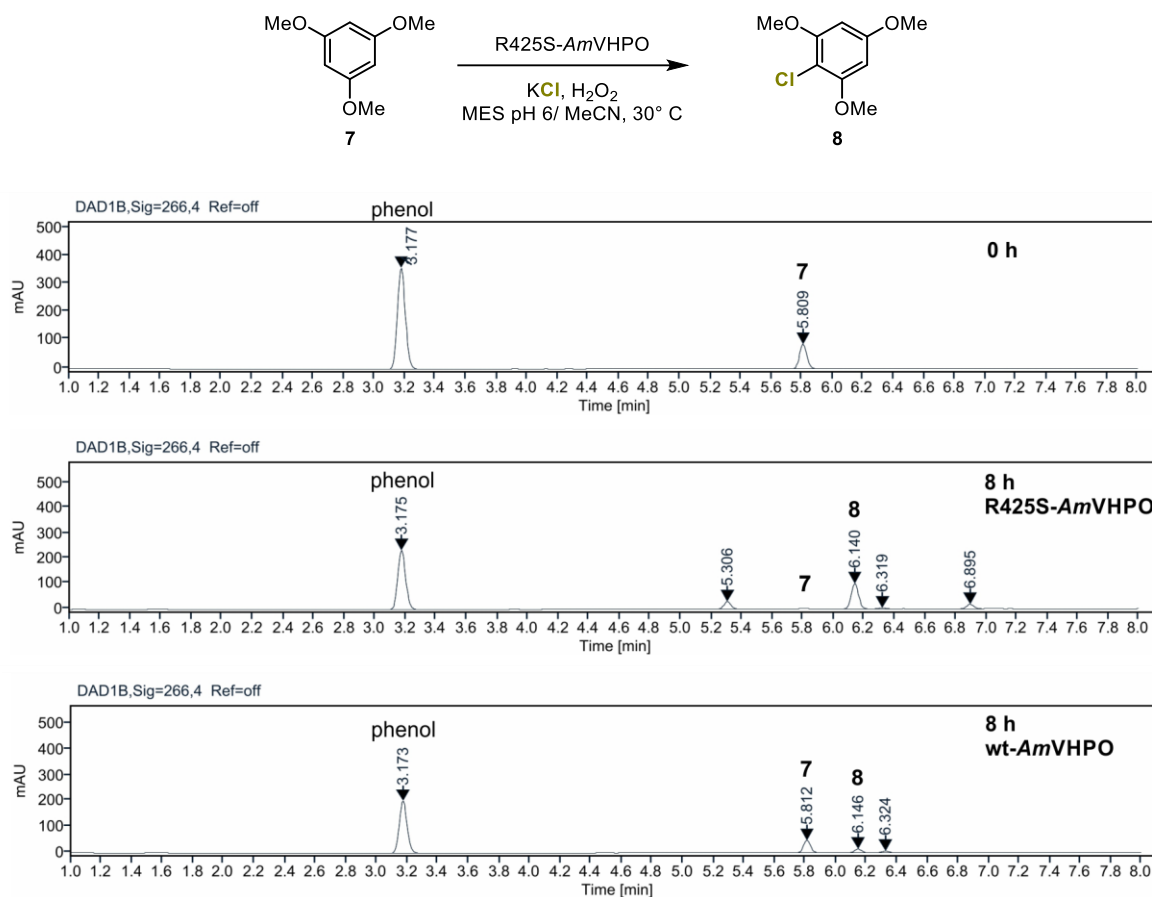 MeO OMe
OMe
7
R425S-AmVHPO
KCl, H2O2
MES pH 6/ MeCN, 30° C
MeO OMe
Cl
OMe
8
DAD1B,Sig=266,4 Ref=off
phenol
3.177
7
5.809
0 h
mAU
500
400
300
200
100
0
1.0 1.2 1.4 1.6 1.8 2.0 2.2 2.4 2.6 2.8 3.0 3.2 3.4 3.6 3.8 4.0 4.2 4.4 4.6 4.8 5.0 5.2 5.4 5.6 5.8 6.0 6.2 6.4 6.6 6.8 7.0 7.2 7.4 7.6 7.8 8.0
Time [min]
DAD1B,Sig=266,4 Ref=off
phenol
3.175
5.306
7
8
6.140
6.319
6.895
8 h
R425S-AmVHPO
mAU
500
400
300
200
100
0
1.0 1.2 1.4 1.6 1.8 2.0 2.2 2.4 2.6 2.8 3.0 3.2 3.4 3.6 3.8 4.0 4.2 4.4 4.6 4.8 5.0 5.2 5.4 5.6 5.8 6.0 6.2 6.4 6.6 6.8 7.0 7.2 7.4 7.6 7.8 8.0
Time [min]
DAD1B,Sig=266,4 Ref=off
phenol
3.173
7
5.812
8
6.146
6.324
8 h
wt-AmVHPO
mAU
500
400
300
200
100
0
1.0 1.2 1.4 1.6 1.8 2.0 2.2 2.4 2.6 2.8 3.0 3.2 3.4 3.6 3.8 4.0 4.2 4.4 4.6 4.8 5.0 5.2 5.4 5.6 5.8 6.0 6.2 6.4 6.6 6.8 7.0 7.2 7.4 7.6 7.8 8.0
Time [min]